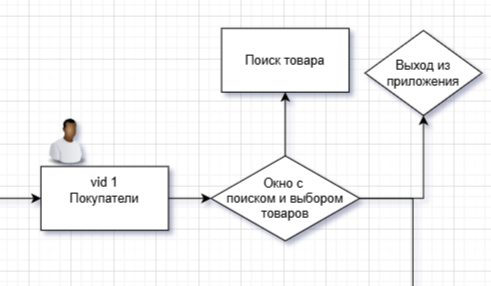 Поиск товара
Выход из
приложения
vid 1
Покупатели
Окно с
поиском и выбором
товаров